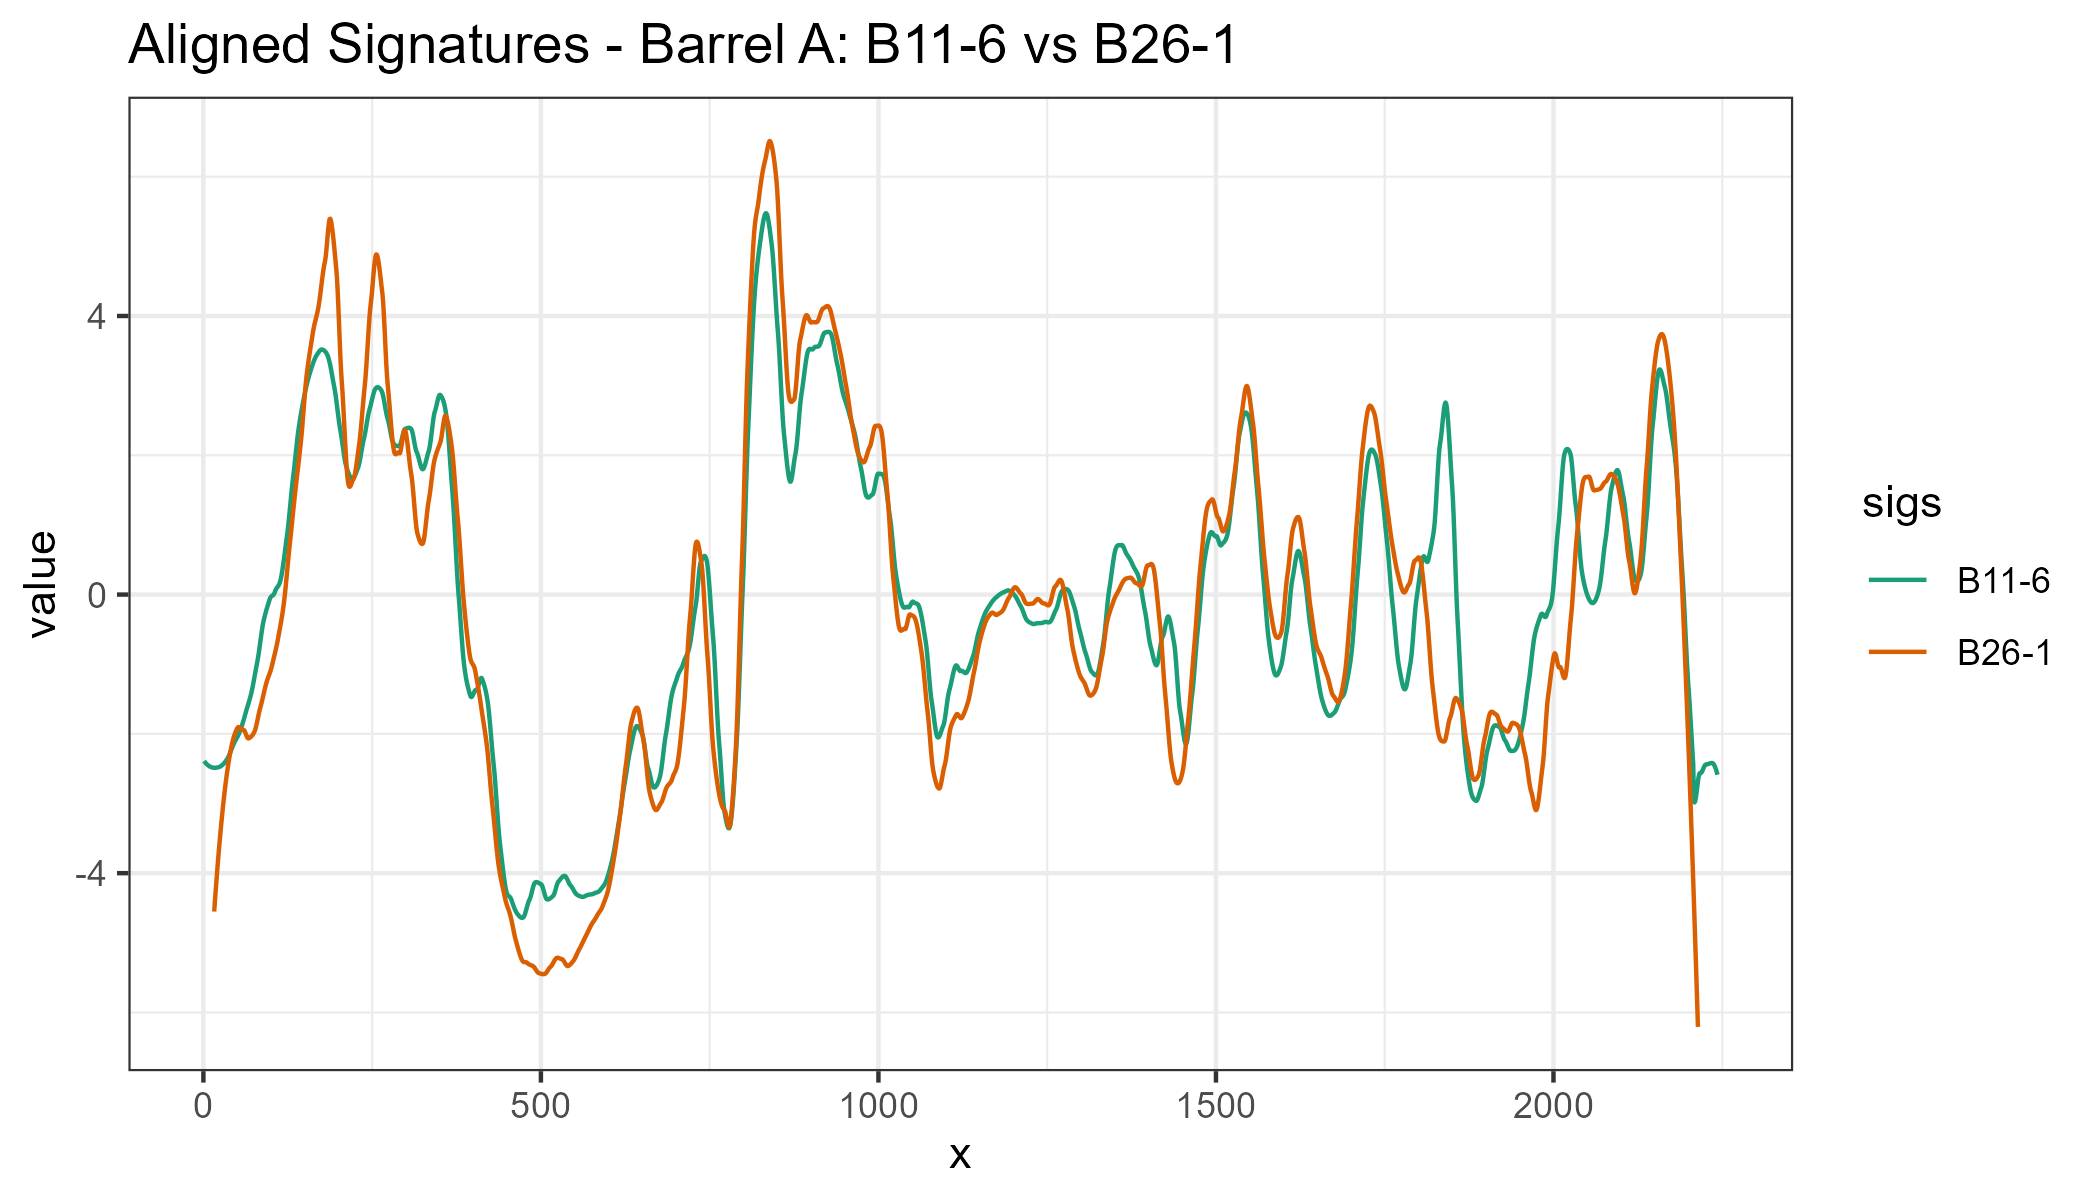 Aligned Signatures - Barrel A: B11-6 vs B26-1
value
4
0
-4
0 500 1000 1500 2000
x
sigs
B11-6
B26-1